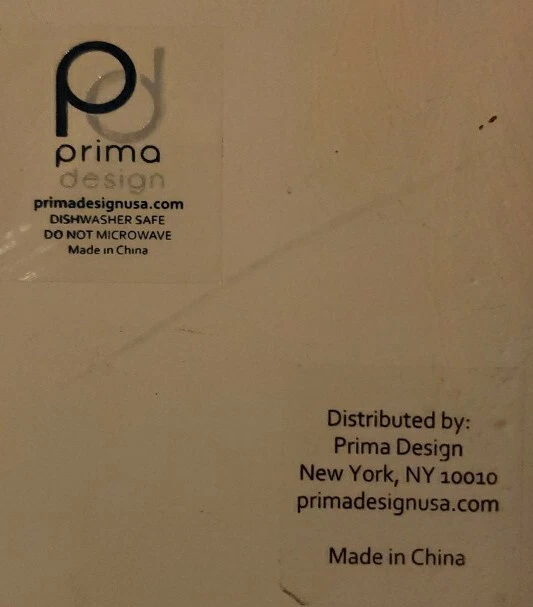 pd
prima
design
primadesignusa.com
DISHWASHER SAFE
DO NOT MICROWAVE
Made in China
Distributed by:
Prima Design
New York, NY 10010
primadesignusa.com
Made in China